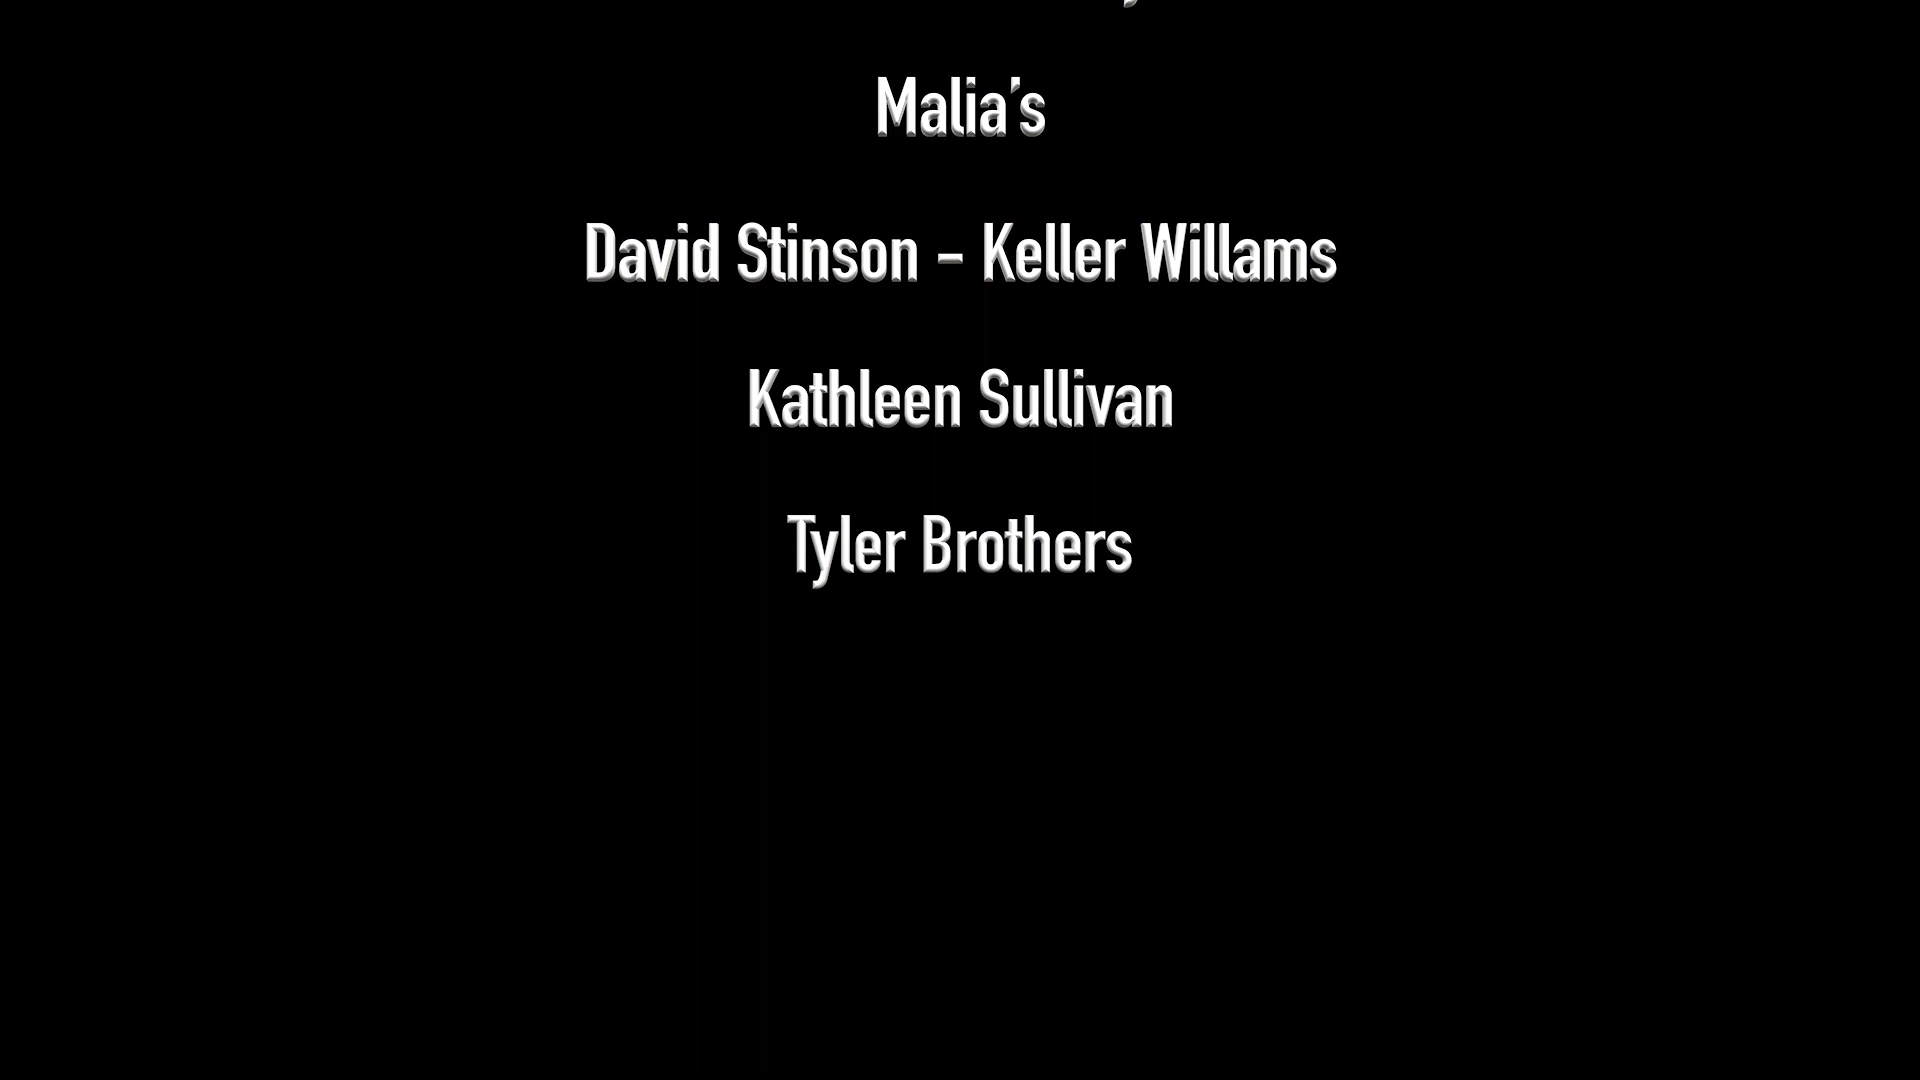 Malia’s
David Stinson - Keller Willams
Kathleen Sullivan
Tyler Brothers